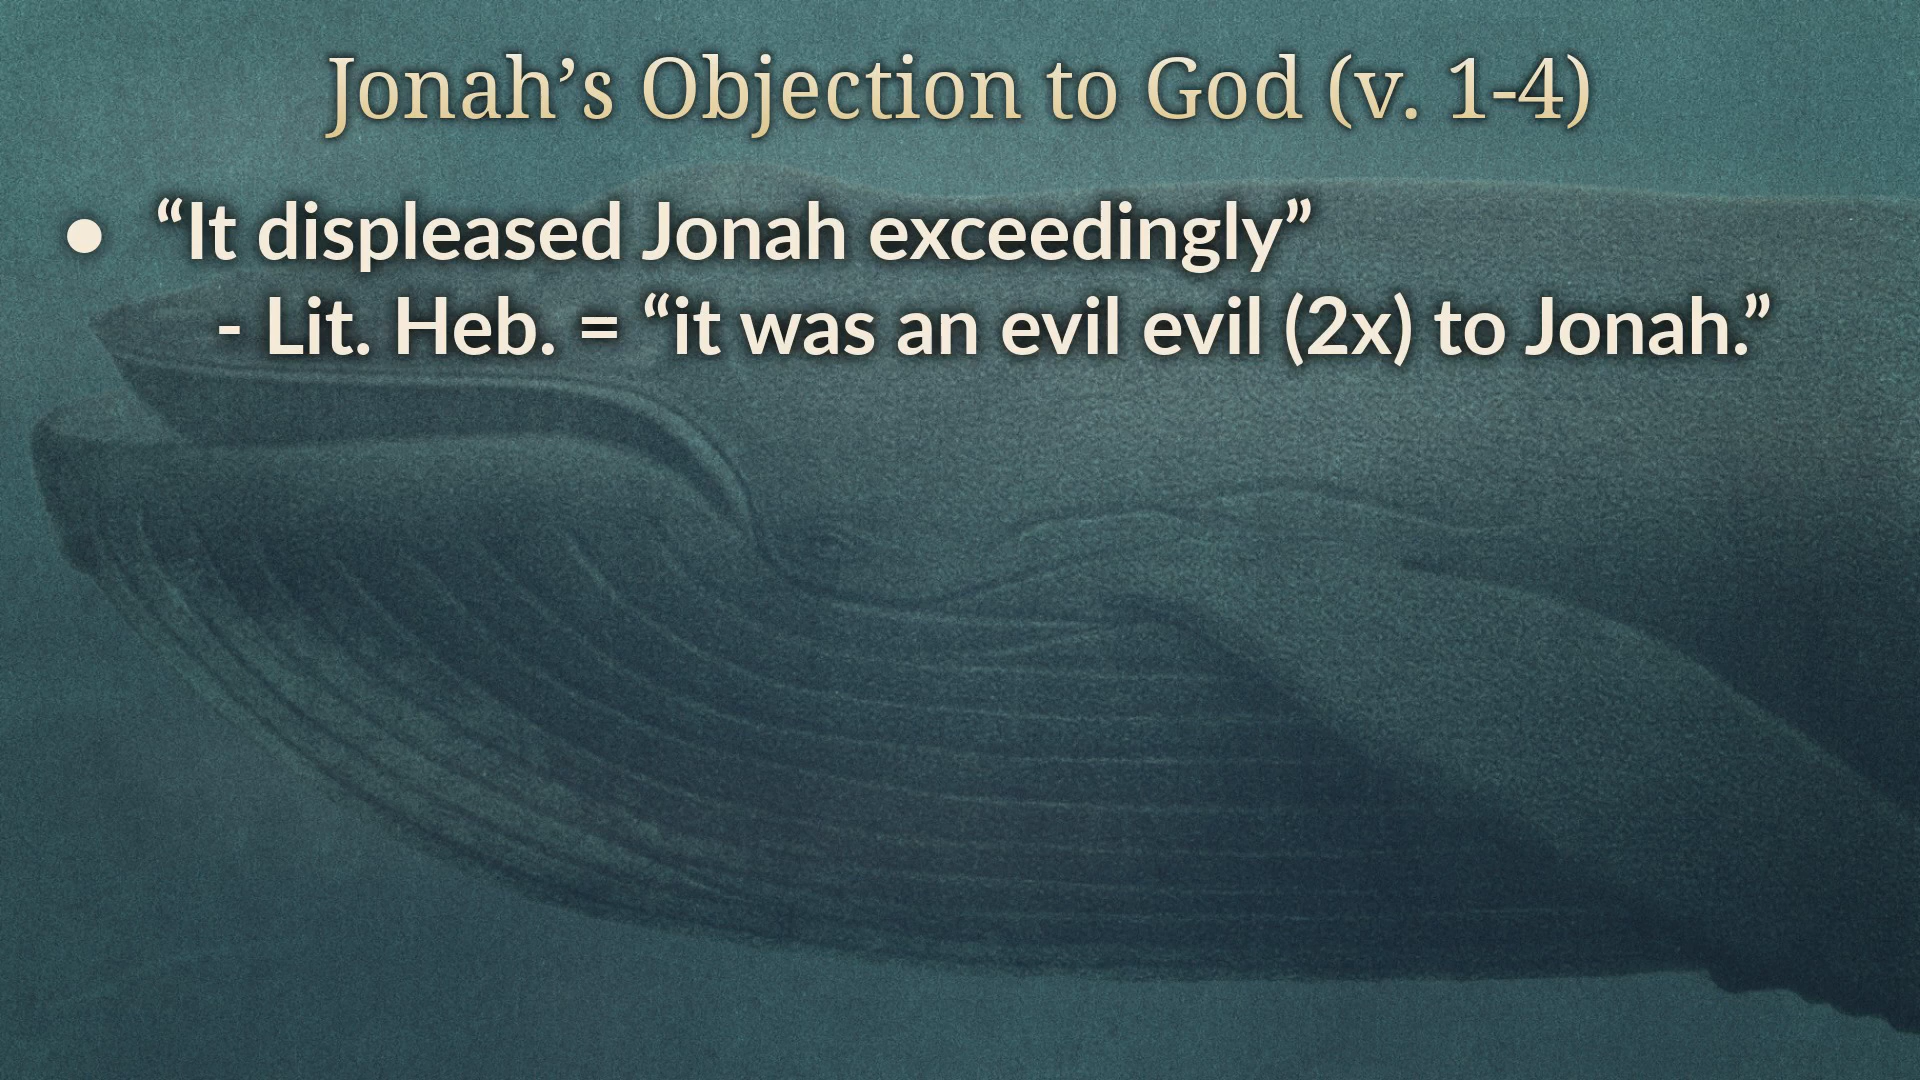 Jonah’s Objection to God (v. 1-4)
● “It displeased Jonah exceedingly”
- Lit. Heb. = “it was an evil evil (2x) to Jonah.”